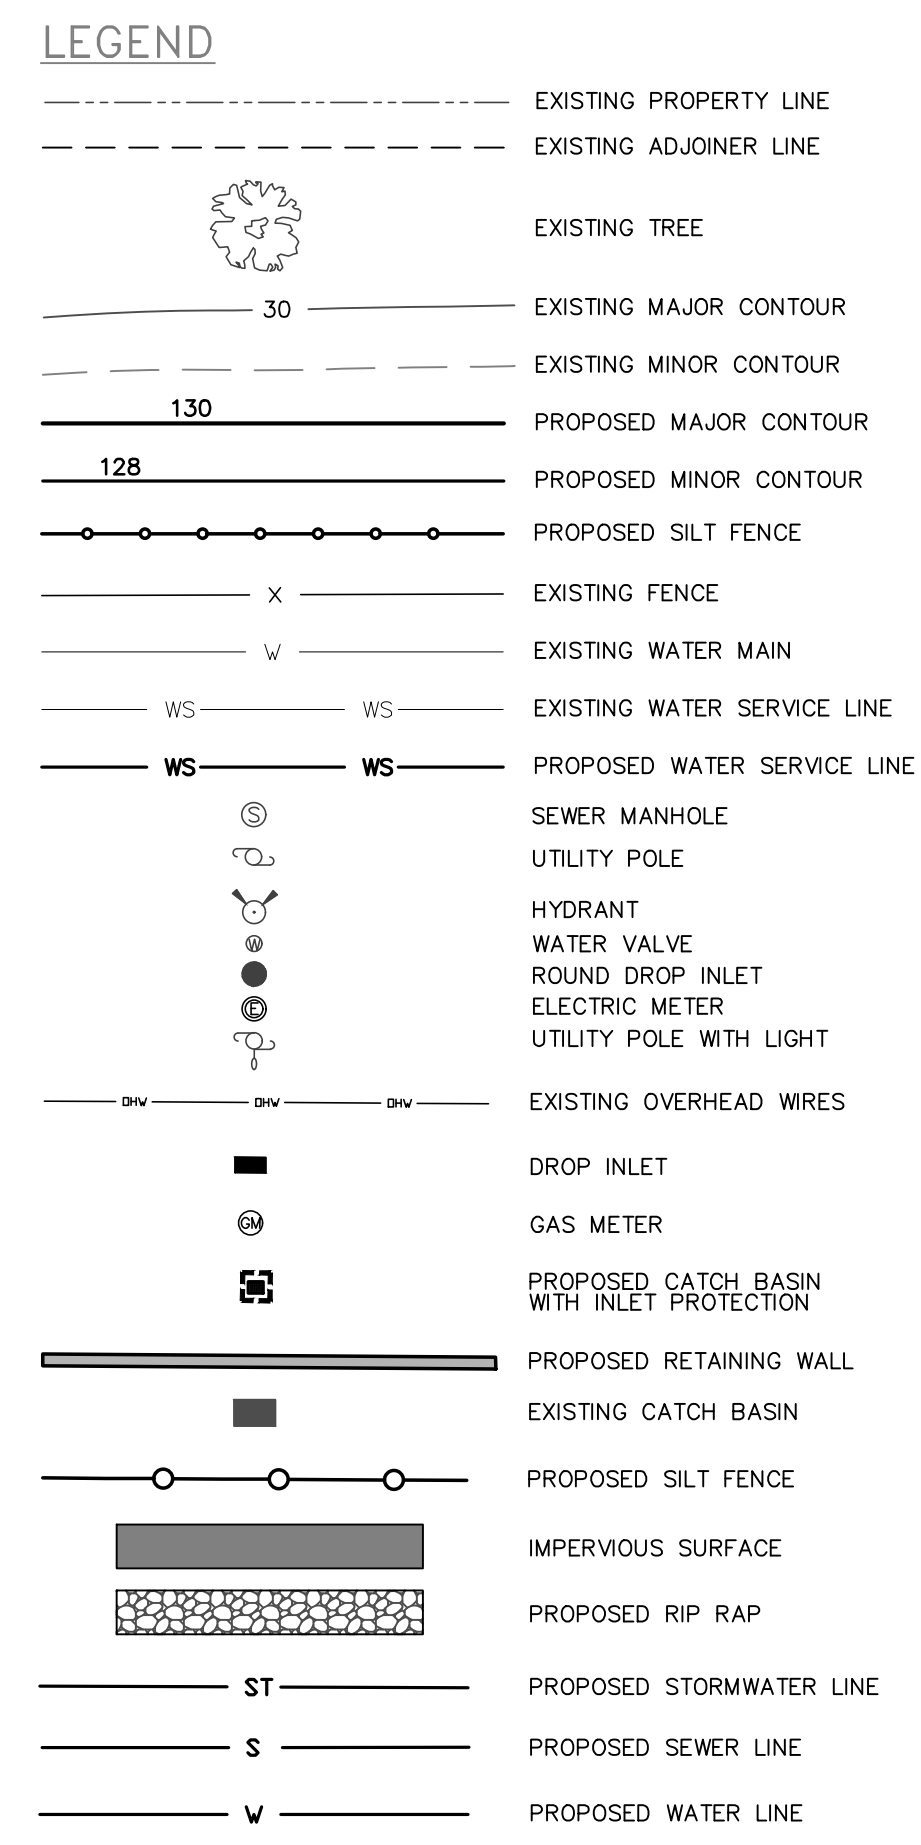 LEGEND
EXISTING PROPERTY LINE
EXISTING ADJOINER LINE
EXISTING TREE
30 EXISTING MAJOR CONTOUR
EXISTING MINOR CONTOUR
130
PROPOSED MAJOR CONTOUR
128
PROPOSED MINOR CONTOUR
PROPOSED SILT FENCE
X EXISTING FENCE
W EXISTING WATER MAIN
WS WS EXISTING WATER SERVICE LINE
WS WS PROPOSED WATER SERVICE LINE
S SEWER MANHOLE
UTILITY POLE
HYDRANT
W WATER VALVE
ROUND DROP INLET
E ELECTRIC METER
UTILITY POLE WITH LIGHT
OHW OHW OHW EXISTING OVERHEAD WIRES
DROP INLET
GM GAS METER
PROPOSED CATCH BASIN
WITH INLET PROTECTION
PROPOSED RETAINING WALL
EXISTING CATCH BASIN
PROPOSED SILT FENCE
IMPERVIOUS SURFACE
PROPOSED RIP RAP
ST PROPOSED STORMWATER LINE
S PROPOSED SEWER LINE
W PROPOSED WATER LINE